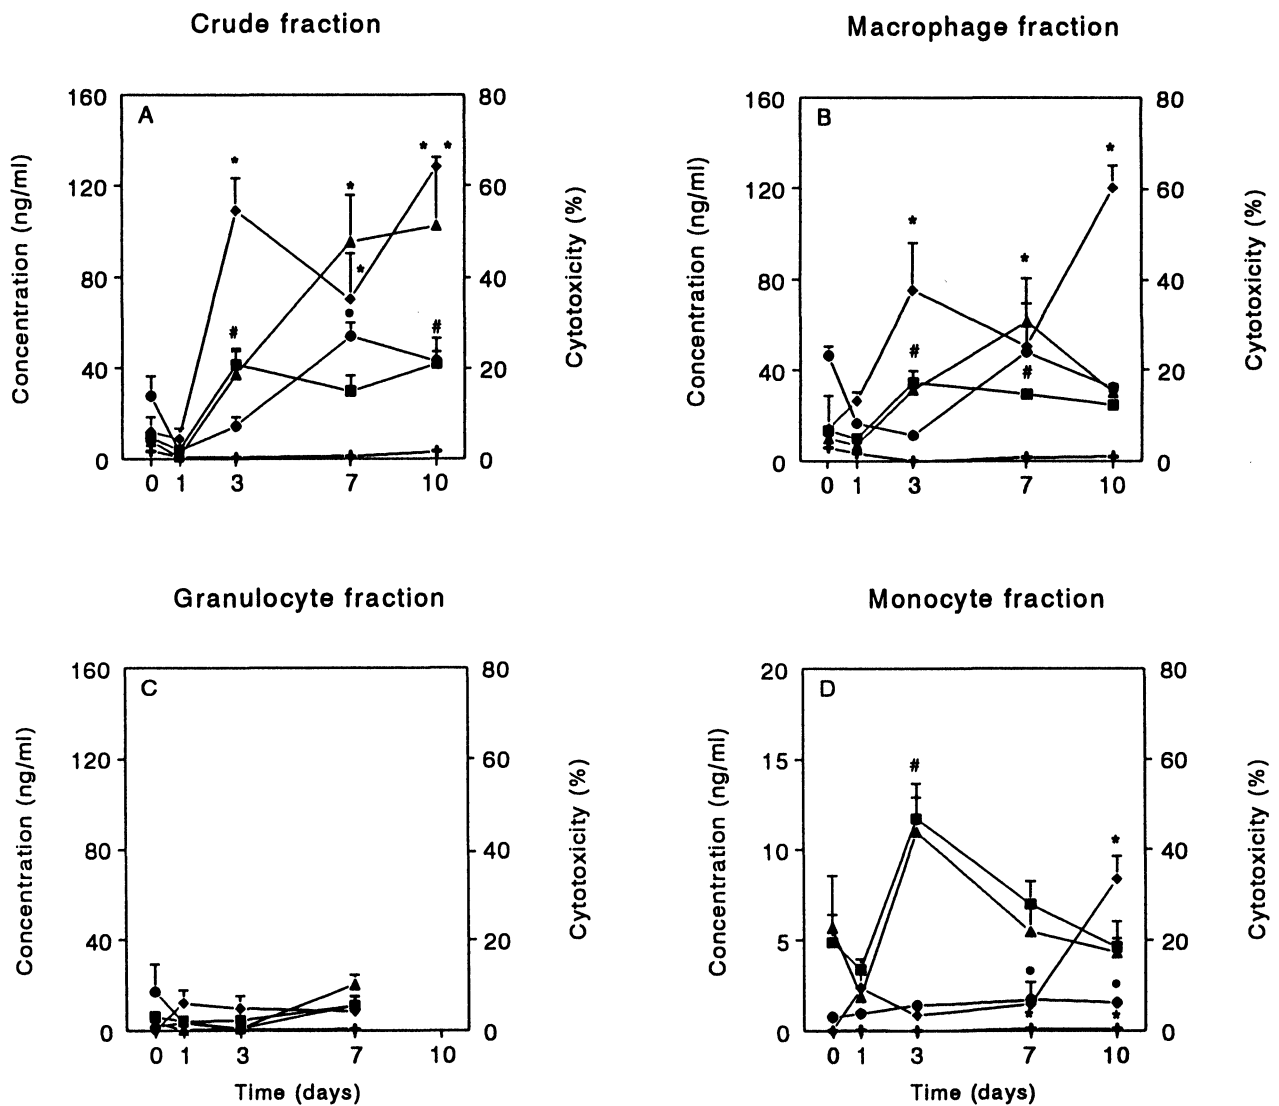 Crude fraction
Macrophage fraction
A
Concentration (ng/ml)
160
120
80
40
0
80
60
40
20
0
Cytotoxicity (%)
* * * * * # #
0 1 3 7 10
B
Concentration (ng/ml)
160
120
80
40
0
80
60
40
20
0
Cytotoxicity (%)
* * * # #
0 1 3 7 10
Granulocyte fraction
Monocyte fraction
C
Concentration (ng/ml)
160
120
80
40
0
80
60
40
20
0
Cytotoxicity (%)
0 1 3 7 10
Time (days)
D
Concentration (ng/ml)
20
15
10
5
0
80
60
40
20
0
Cytotoxicity (%)
# * * *
0 1 3 7 10
Time (days)